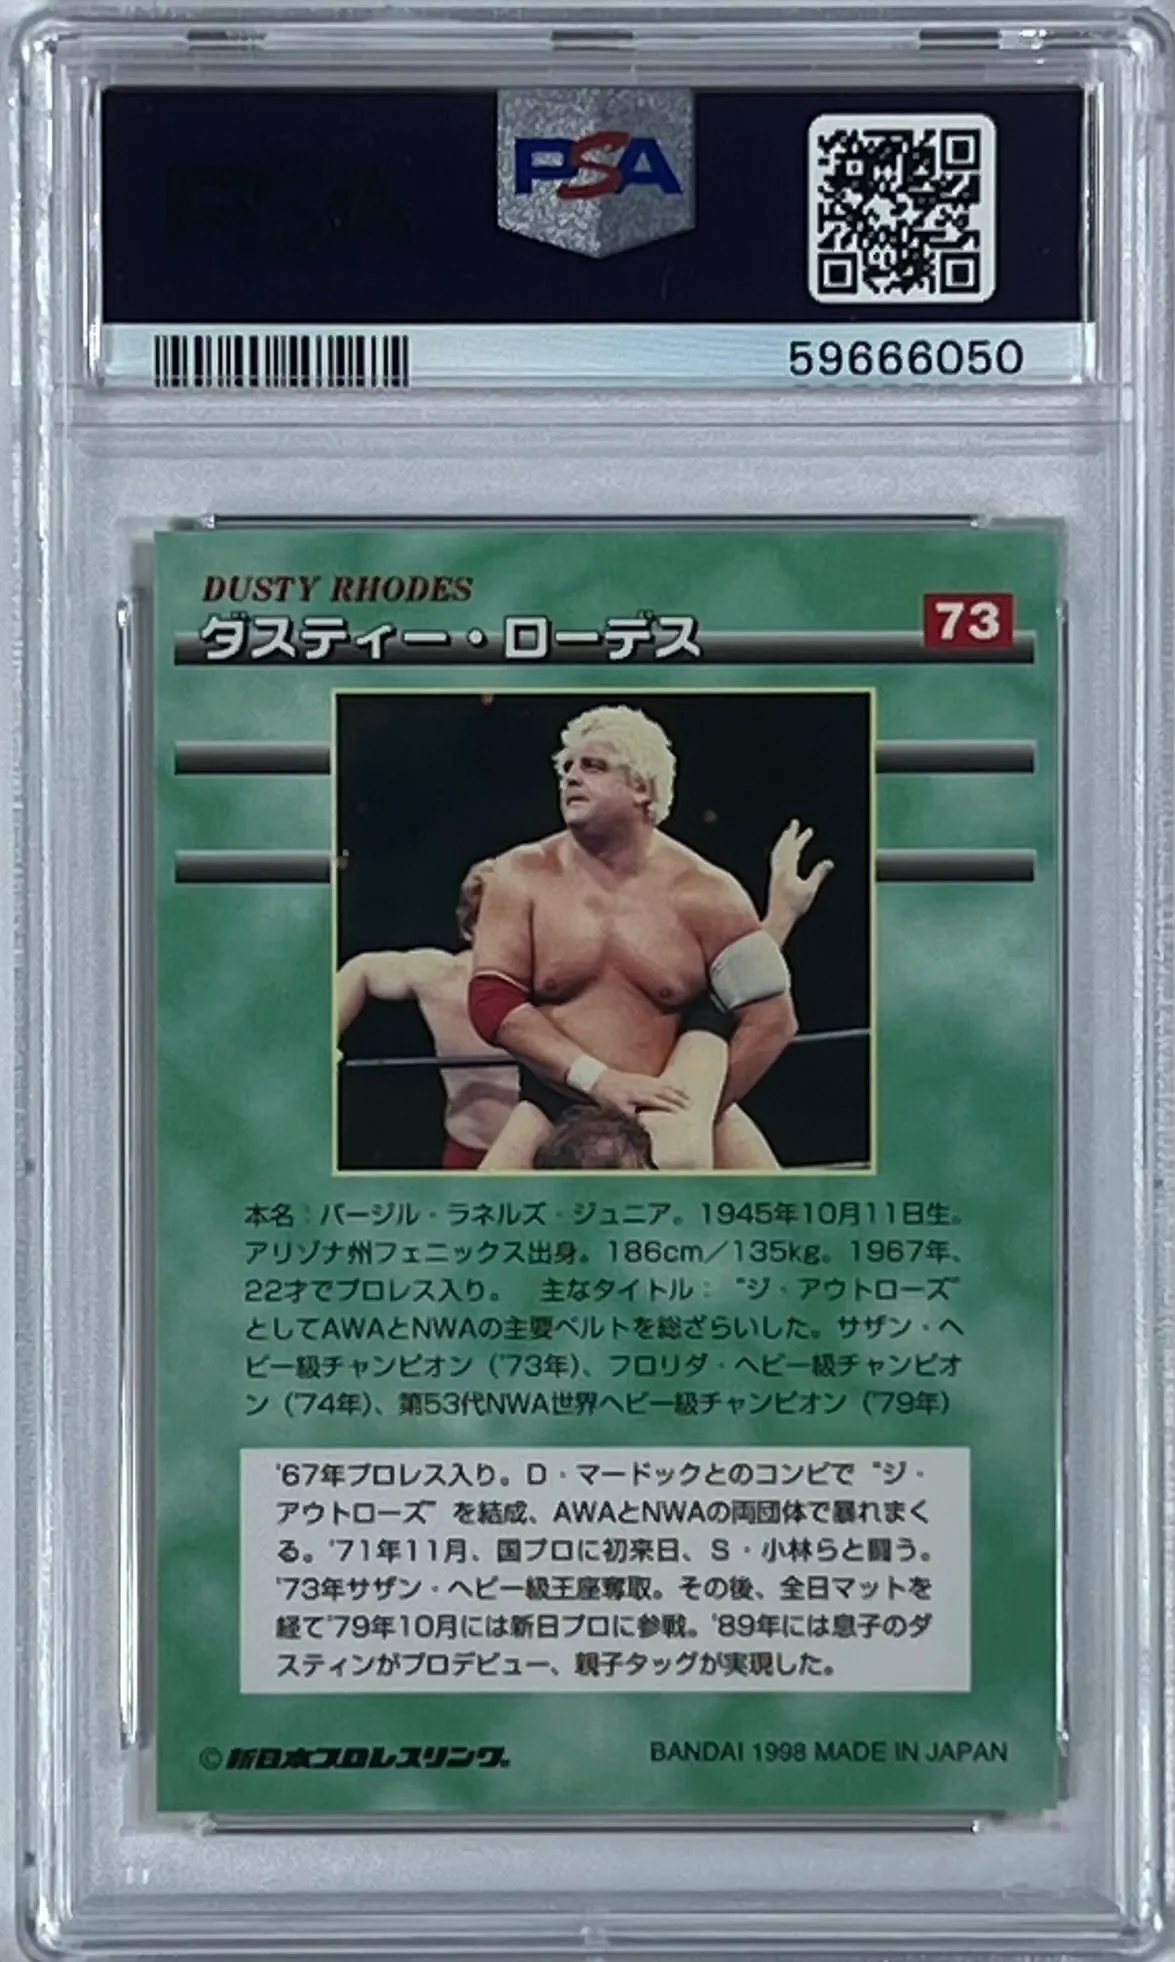 PSA
59666050
DUSTY RHODES
ダスティー・ローデス
73
本名：バージル・ラネルズ・ジュニア。1945年10月11日生。
アリゾナ州フェニックス出身。186cm／135kg。1967年、
22才でプロレス入り。　主なタイトル：“ジ・アウトローズ”
としてAWAとNWAの主要ベルトを総ざらいした。サザン・ヘ
ビー級チャンピオン（'73年）、フロリダ・ヘビー級チャンピオ
ン（'74年）、第53代NWA世界ヘビー級チャンピオン（'79年）
'67年プロレス入り。D・マードックとのコンビで“ジ・
アウトローズ”を結成、AWAとNWAの両団体で暴れまく
る。'71年11月、国プロに初来日、S・小林らと闘う。
'73年サザン・ヘビー級王座奪取。その後、全日マットを
経て'79年10月には新日プロに参戦。'89年には息子のダ
スティンがプロデビュー、親子タッグが実現した。
©新日本プロレスリング。
BANDAI 1998 MADE IN JAPAN